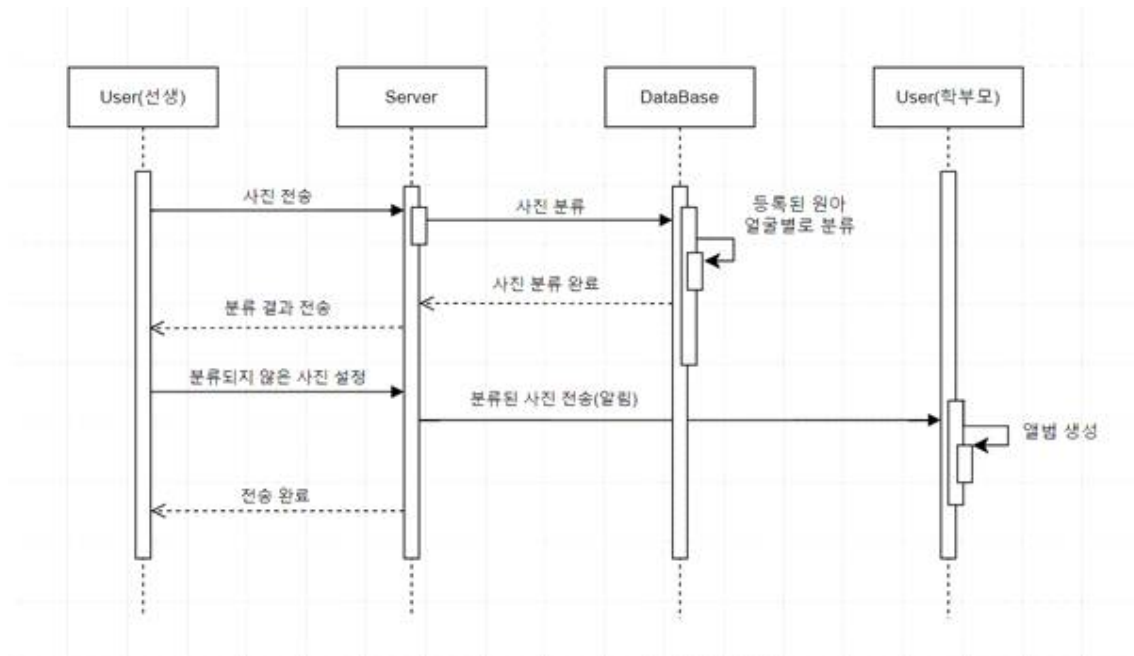 User(선생)
Server
DataBase
User(학부모)
사진 전송
사진 분류
등록된 원아
얼굴별로 분류
사진 분류 완료
분류 결과 전송
분류되지 않은 사진 설정
분류된 사진 전송(알림)
앨범 생성
전송 완료